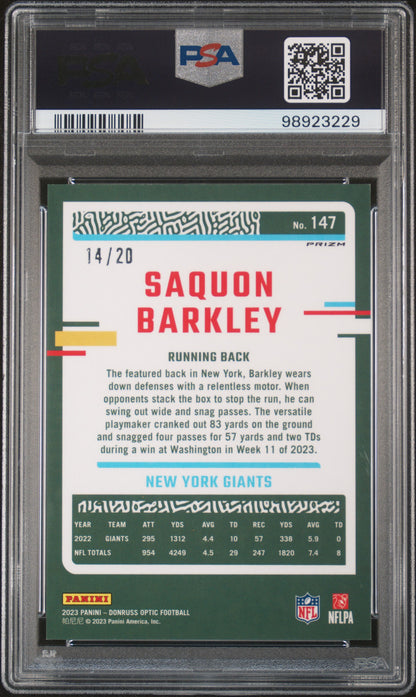 PSA
98923229
No. 147
PRIZM
14/20
SAQUON
BARKLEY
RUNNING BACK
The featured back in New York, Barkley wears
down defenses with a relentless motor. When
opponents stack the box to stop the run, he can
swing out wide and snag passes. The versatile
playmaker cranked out 83 yards on the ground
and snagged four passes for 57 yards and two TDs
during a win at Washington in Week 11 of 2023.
NEW YORK GIANTS
YEAR TEAM ATT YDS AVG TD REC YDS AVG TD
2022 GIANTS 295 1312 4.4 10 57 338 5.9 0
NFL TOTALS 954 4249 4.5 29 247 1820 7.4 8
PANINI
2023 PANINI – DONRUSS OPTIC FOOTBALL
帕尼尼 © 2023 Panini America, Inc.
NFL
NFLPA
PSA